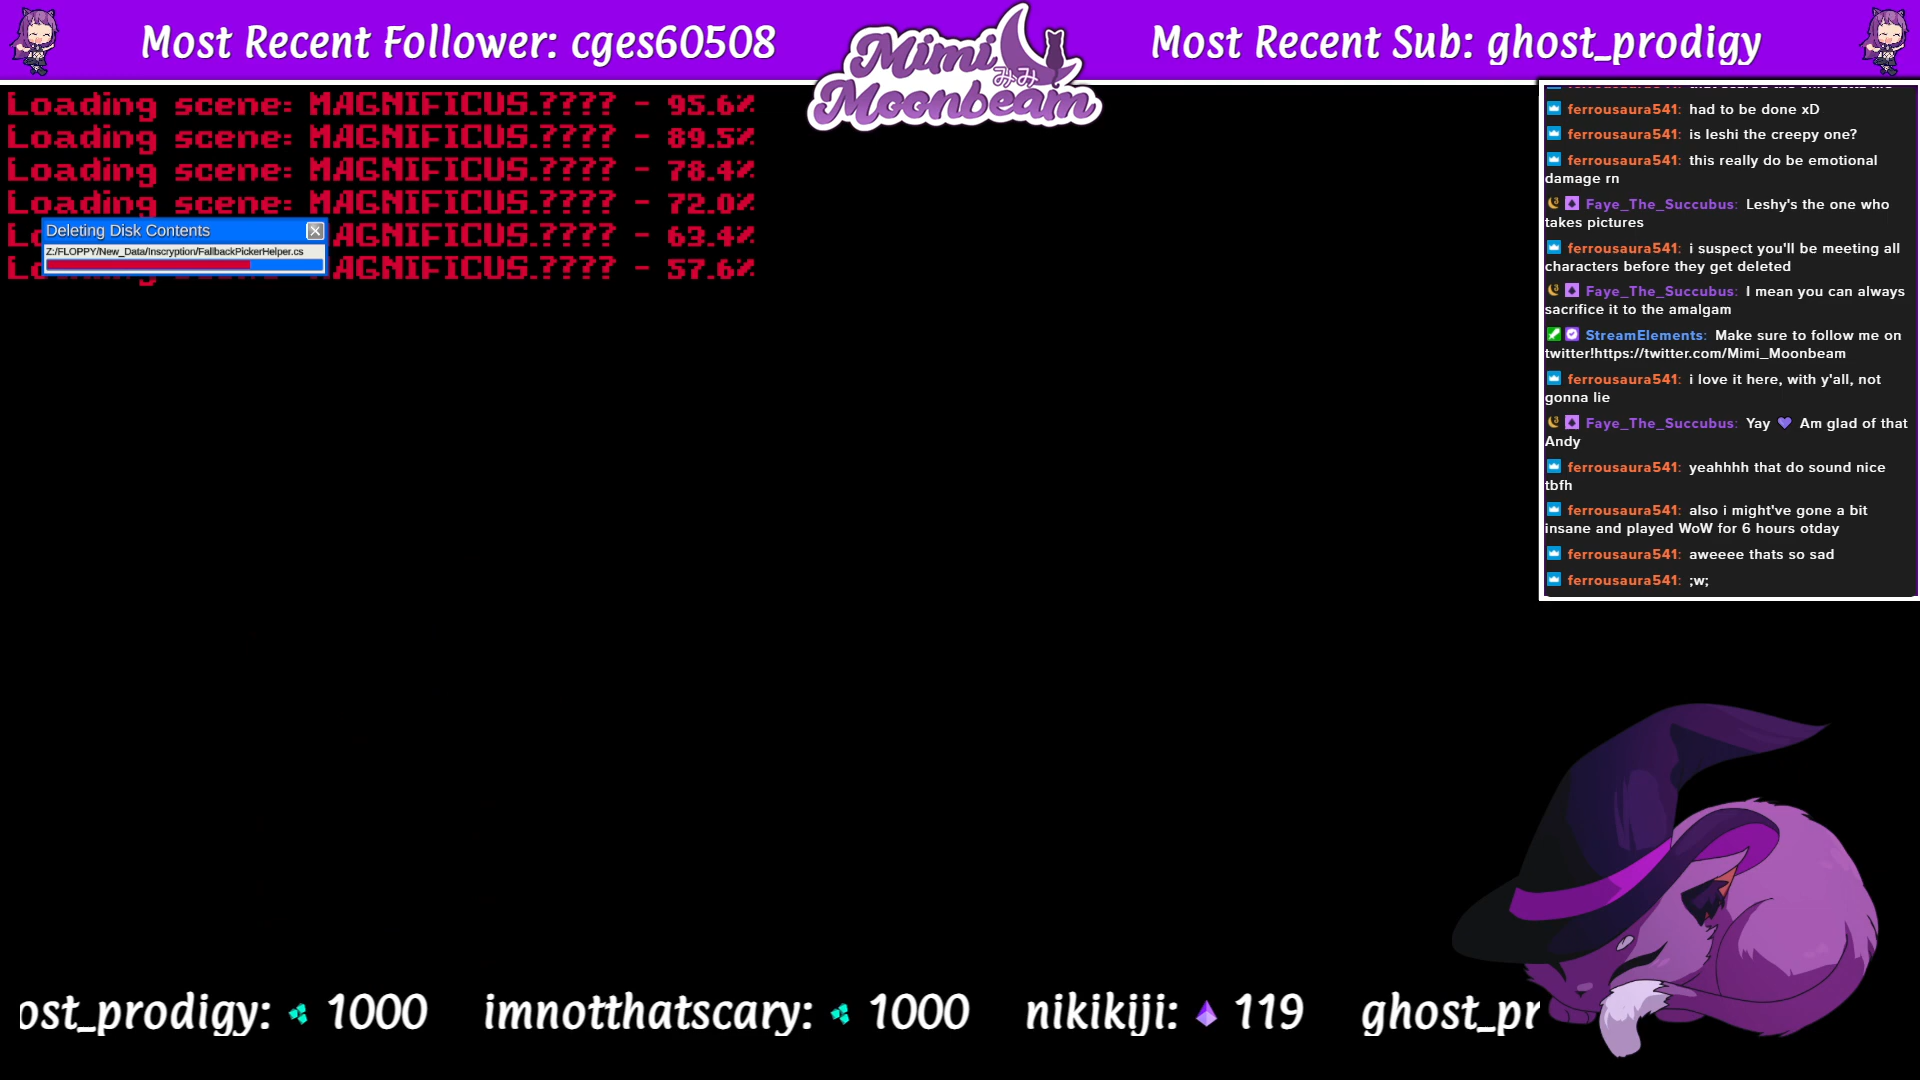 Most Recent Follower: cges60508
Mimi
みみ
Moonbeam
Most Recent Sub: ghost_prodigy
Loading scene: MAGNIFICUS.???? - 95.6%
Loading scene: MAGNIFICUS.???? - 89.5%
Loading scene: MAGNIFICUS.???? - 78.4%
Loading scene: MAGNIFICUS.???? - 72.0%
Lo AGNIFICUS.???? - 63.4%
Lo AGNIFICUS.???? - 57.6%
Deleting Disk Contents
Z:/FLOPPY/New_Data/Inscryption/FallbackPickerHelper.cs
ferrousaura541: had to be done xD
ferrousaura541: is leshi the creepy one?
ferrousaura541: this really do be emotional
damage rn
Faye_The_Succubus: Leshy's the one who
takes pictures
ferrousaura541: i suspect you'll be meeting all
characters before they get deleted
Faye_The_Succubus: I mean you can always
sacrifice it to the amalgam
StreamElements: Make sure to follow me on
twitter!https://twitter.com/Mimi_Moonbeam
ferrousaura541: i love it here, with y'all, not
gonna lie
Faye_The_Succubus: Yay 💜 Am glad of that
Andy
ferrousaura541: yeahhhh that do sound nice
tbfh
ferrousaura541: also i might've gone a bit
insane and played WoW for 6 hours otday
ferrousaura541: aweeee thats so sad
ferrousaura541: ;w;
ost_prodigy: 1000 imnotthatscary: 1000 nikikiji: 119 ghost_pr